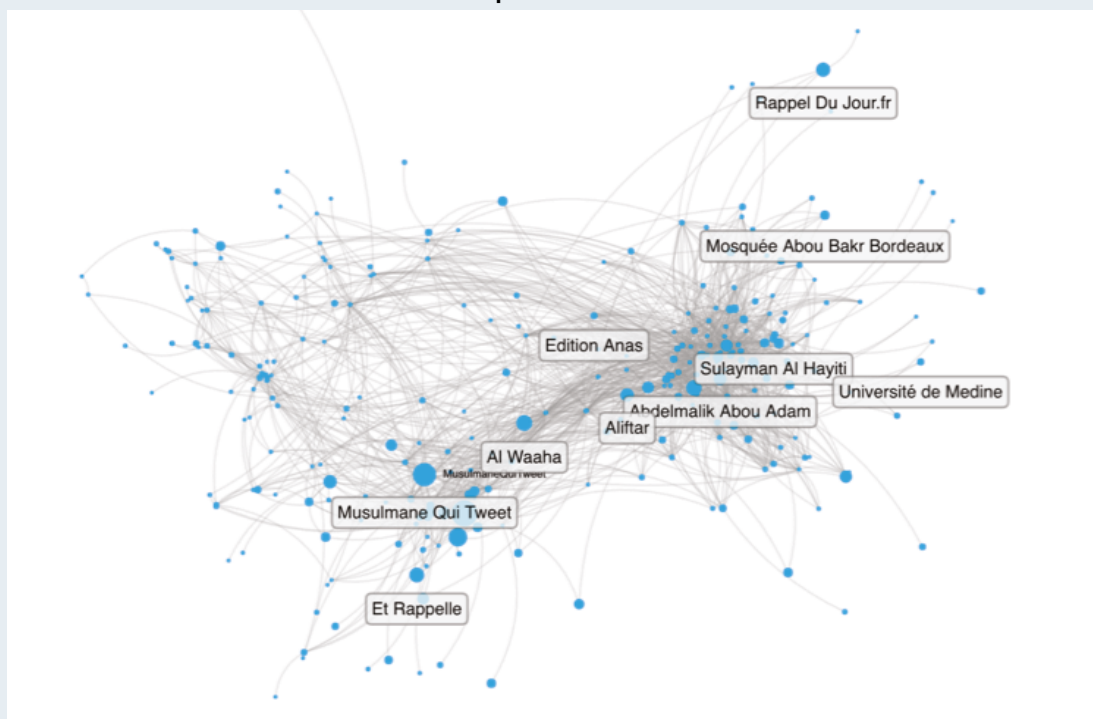 Rappel Du Jour.fr
Mosquée Abou Bakr Bordeaux
Edition Anas
Sulayman Al Hayiti
Université de Medine
Abdelmalik Abou Adam
Aliftar
Al Waaha
MusulmaneQuiTweet
Musulmane Qui Tweet
Et Rappelle